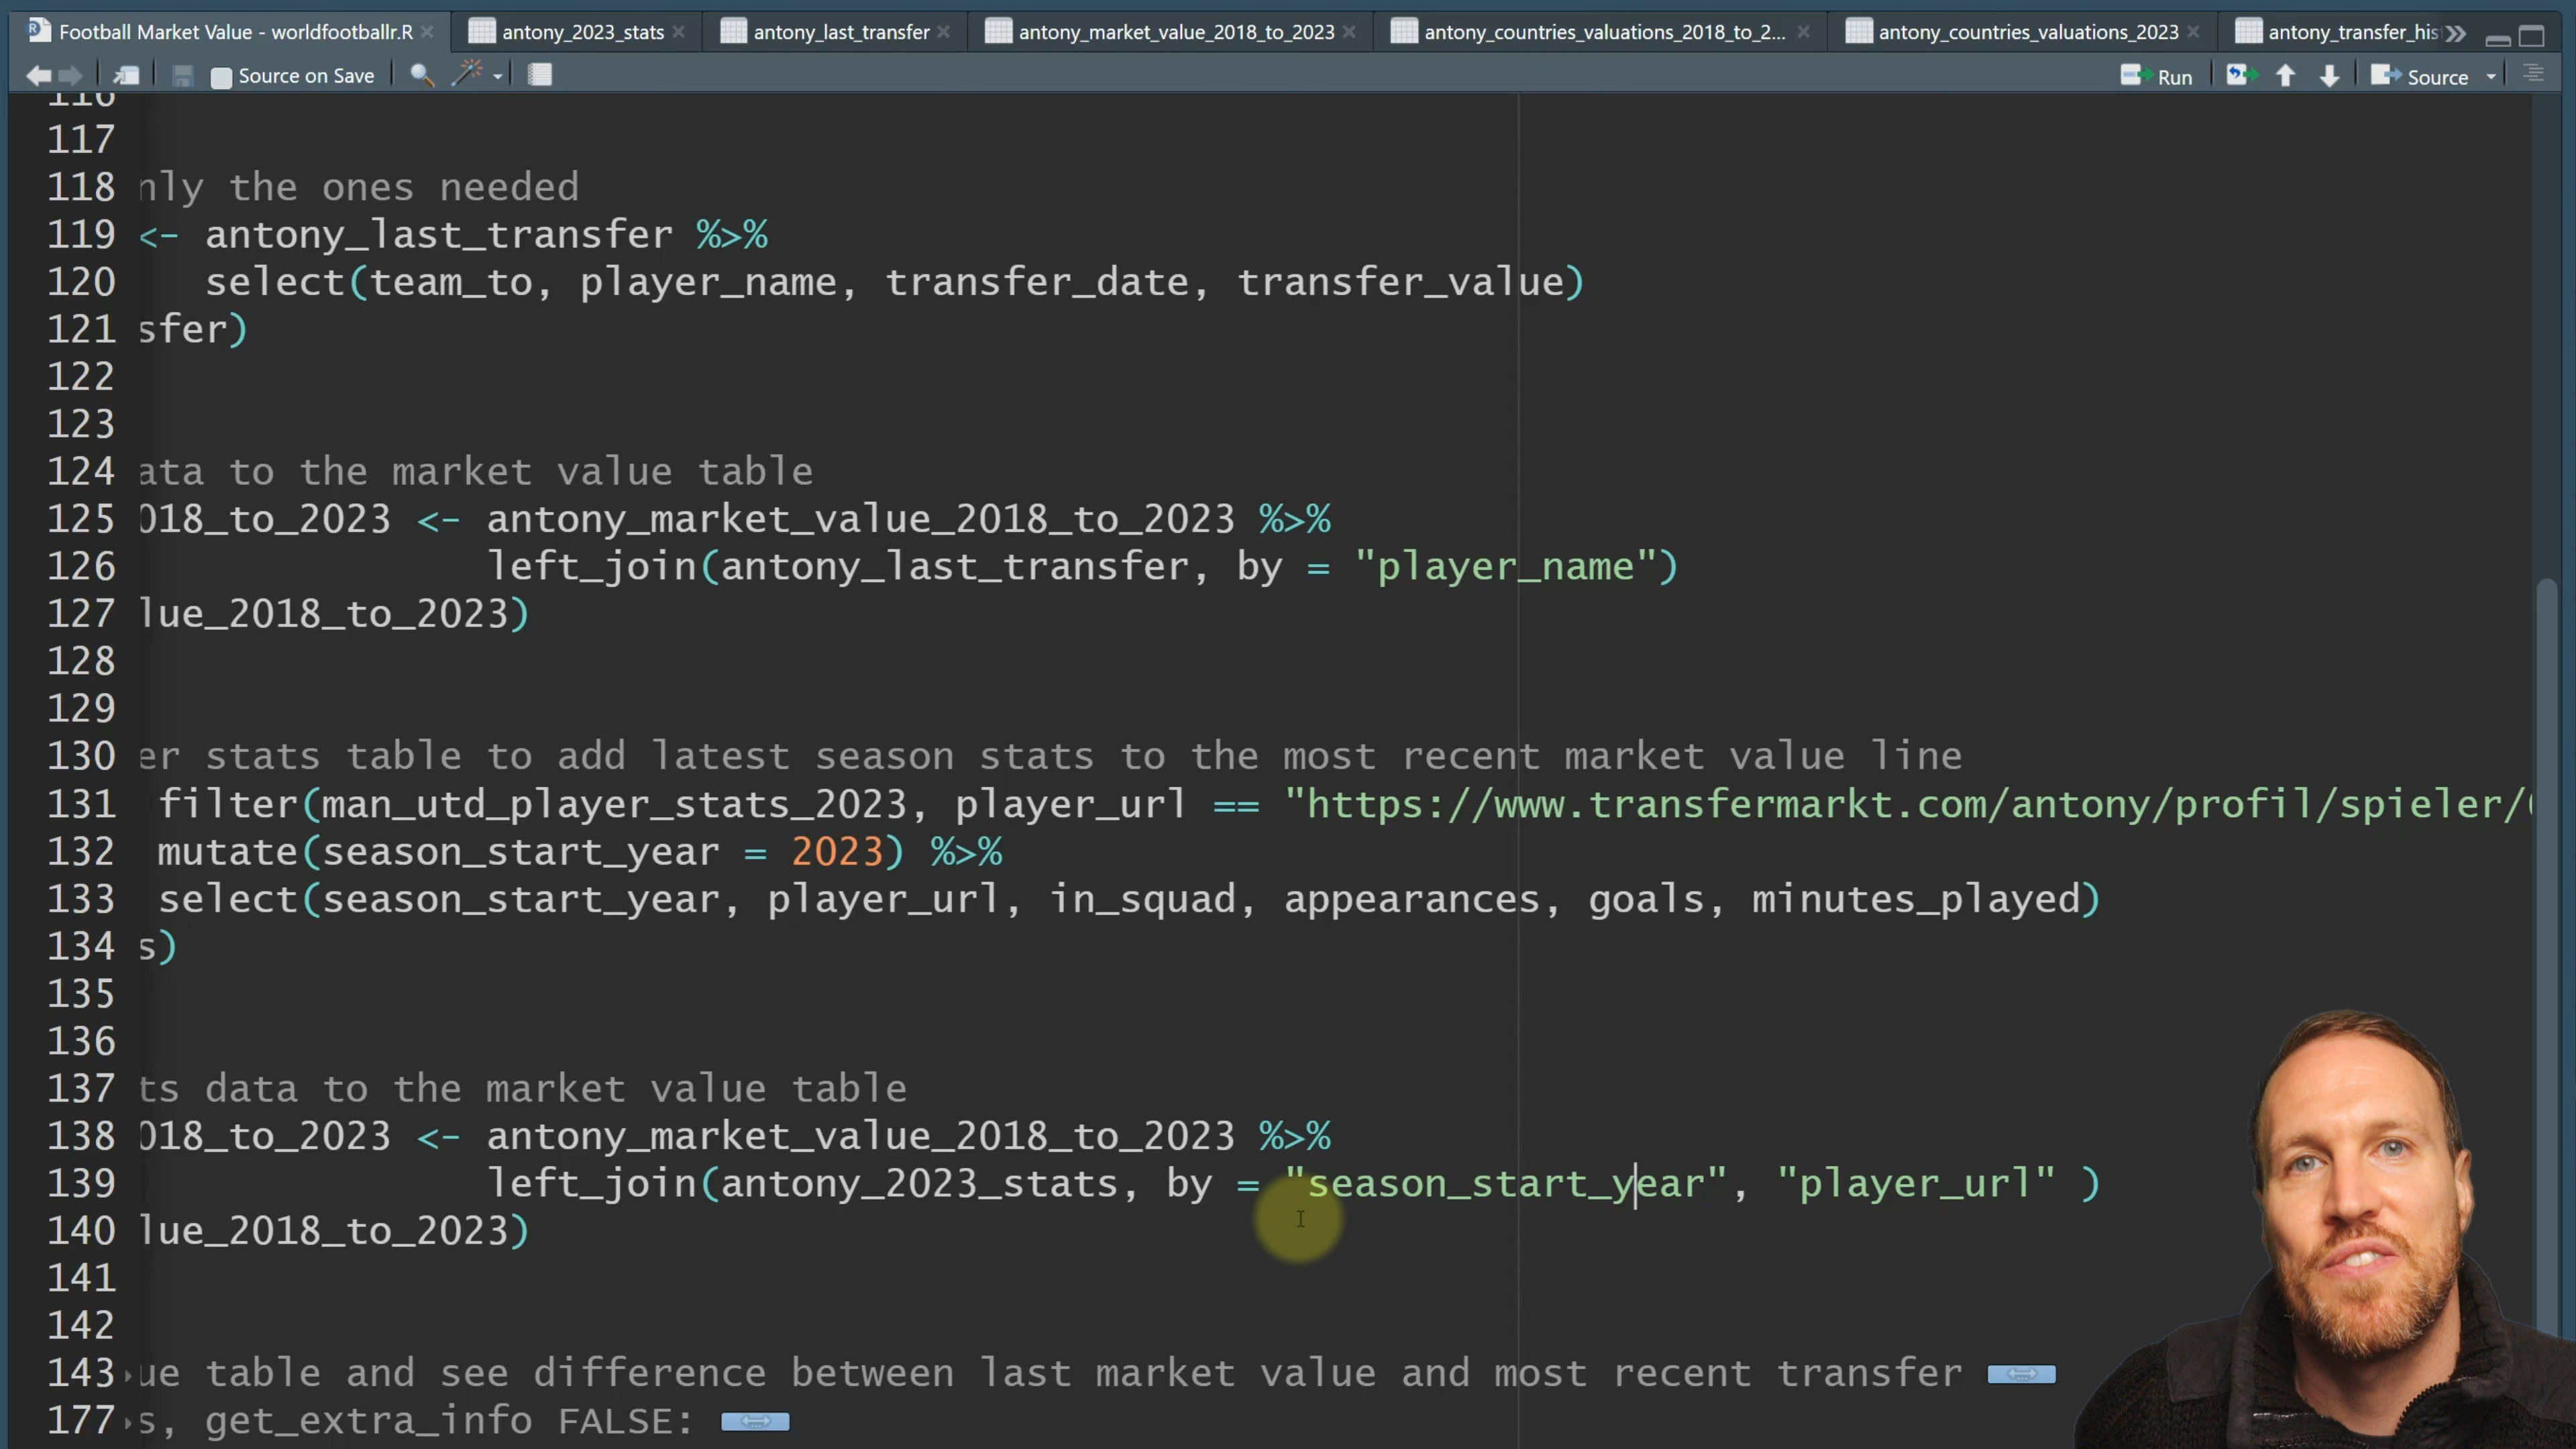 Football Market Value - worldfootballr.R
antony_2023_stats
antony_last_transfer
antony_market_value_2018_to_2023
antony_countries_valuations_2018_to_2...
antony_countries_valuations_2023
antony_transfer_his
Source on Save
Run
Source
116
117
118 nly the ones needed
119 <- antony_last_transfer %>%
120 select(team_to, player_name, transfer_date, transfer_value)
121 sfer)
122
123
124 ata to the market value table
125 018_to_2023 <- antony_market_value_2018_to_2023 %>%
126 left_join(antony_last_transfer, by = "player_name")
127 lue_2018_to_2023)
128
129
130 er stats table to add latest season stats to the most recent market value line
131 filter(man_utd_player_stats_2023, player_url == "https://www.transfermarkt.com/antony/profil/spieler/
132 mutate(season_start_year = 2023) %>%
133 select(season_start_year, player_url, in_squad, appearances, goals, minutes_played)
134 s)
135
136
137 ts data to the market value table
138 018_to_2023 <- antony_market_value_2018_to_2023 %>%
139 left_join(antony_2023_stats, by = "season_start_year", "player_url" )
140 lue_2018_to_2023)
141
142
143 ue table and see difference between last market value and most recent transfer
177 s, get_extra_info FALSE: